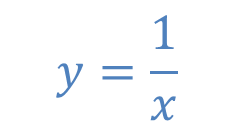 y = 1/x